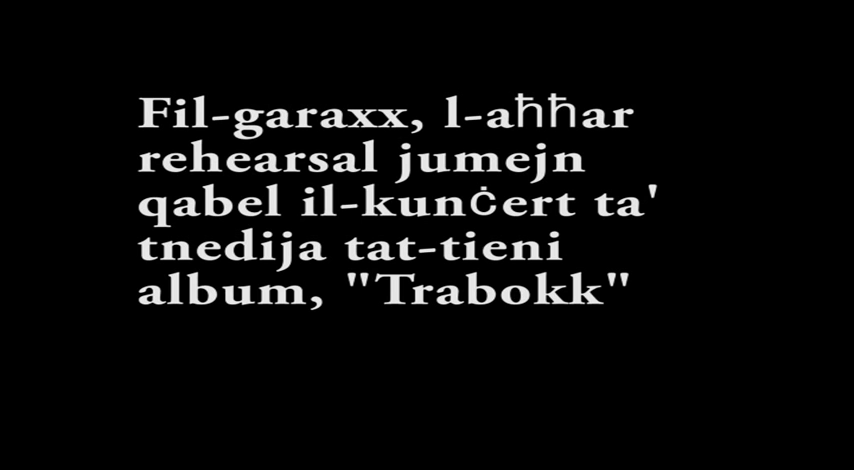 Fil-garaxx, l-aħħar
rehearsal jumejn
qabel il-kunċert ta'
tnedija tat-tieni
album, "Trabokk"